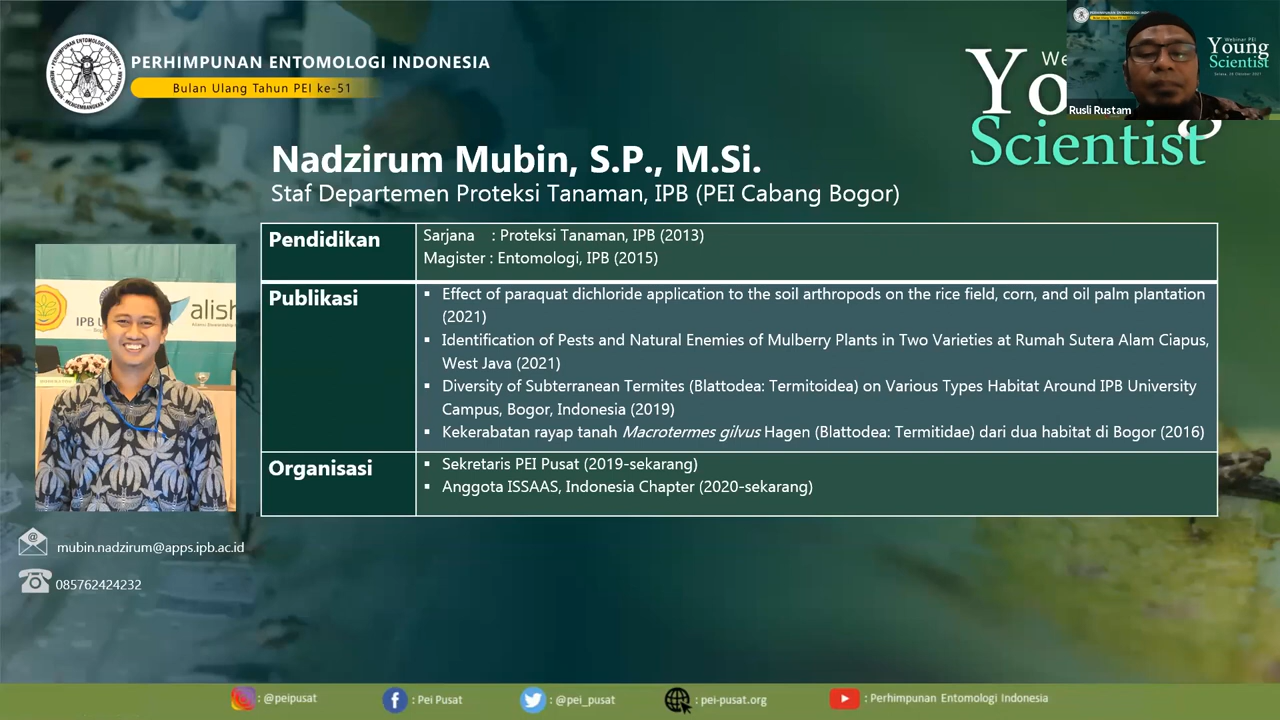 PERHIMPUNAN ENTOMOLOGI INDONESIA
Bulan Ulang Tahun PEI ke-51
Rusli Rustam
Webinar PEI
Young
Scientist
Scientist
Nadzirum Mubin, S.P., M.Si.
Staf Departemen Proteksi Tanaman, IPB (PEI Cabang Bogor)
Pendidikan
Sarjana : Proteksi Tanaman, IPB (2013)
Magister : Entomologi, IPB (2015)
Publikasi
▪ Effect of paraquat dichloride application to the soil arthropods on the rice field, corn, and oil palm plantation
(2021)
▪ Identification of Pests and Natural Enemies of Mulberry Plants in Two Varieties at Rumah Sutera Alam Ciapus,
West Java (2021)
▪ Diversity of Subterranean Termites (Blattodea: Termitoidea) on Various Types Habitat Around IPB University
Campus, Bogor, Indonesia (2019)
▪ Kekerabatan rayap tanah Macrotermes gilvus Hagen (Blattodea: Termitidae) dari dua habitat di Bogor (2016)
Organisasi
▪ Sekretaris PEI Pusat (2019-sekarang)
▪ Anggota ISSAAS, Indonesia Chapter (2020-sekarang)
IPB
alish
mubin.nadzirum@apps.ipb.ac.id
085762424232
: @peipusat
: Pei Pusat
: @pei_pusat
: pei-pusat.org
: Perhimpunan Entomologi Indonesia